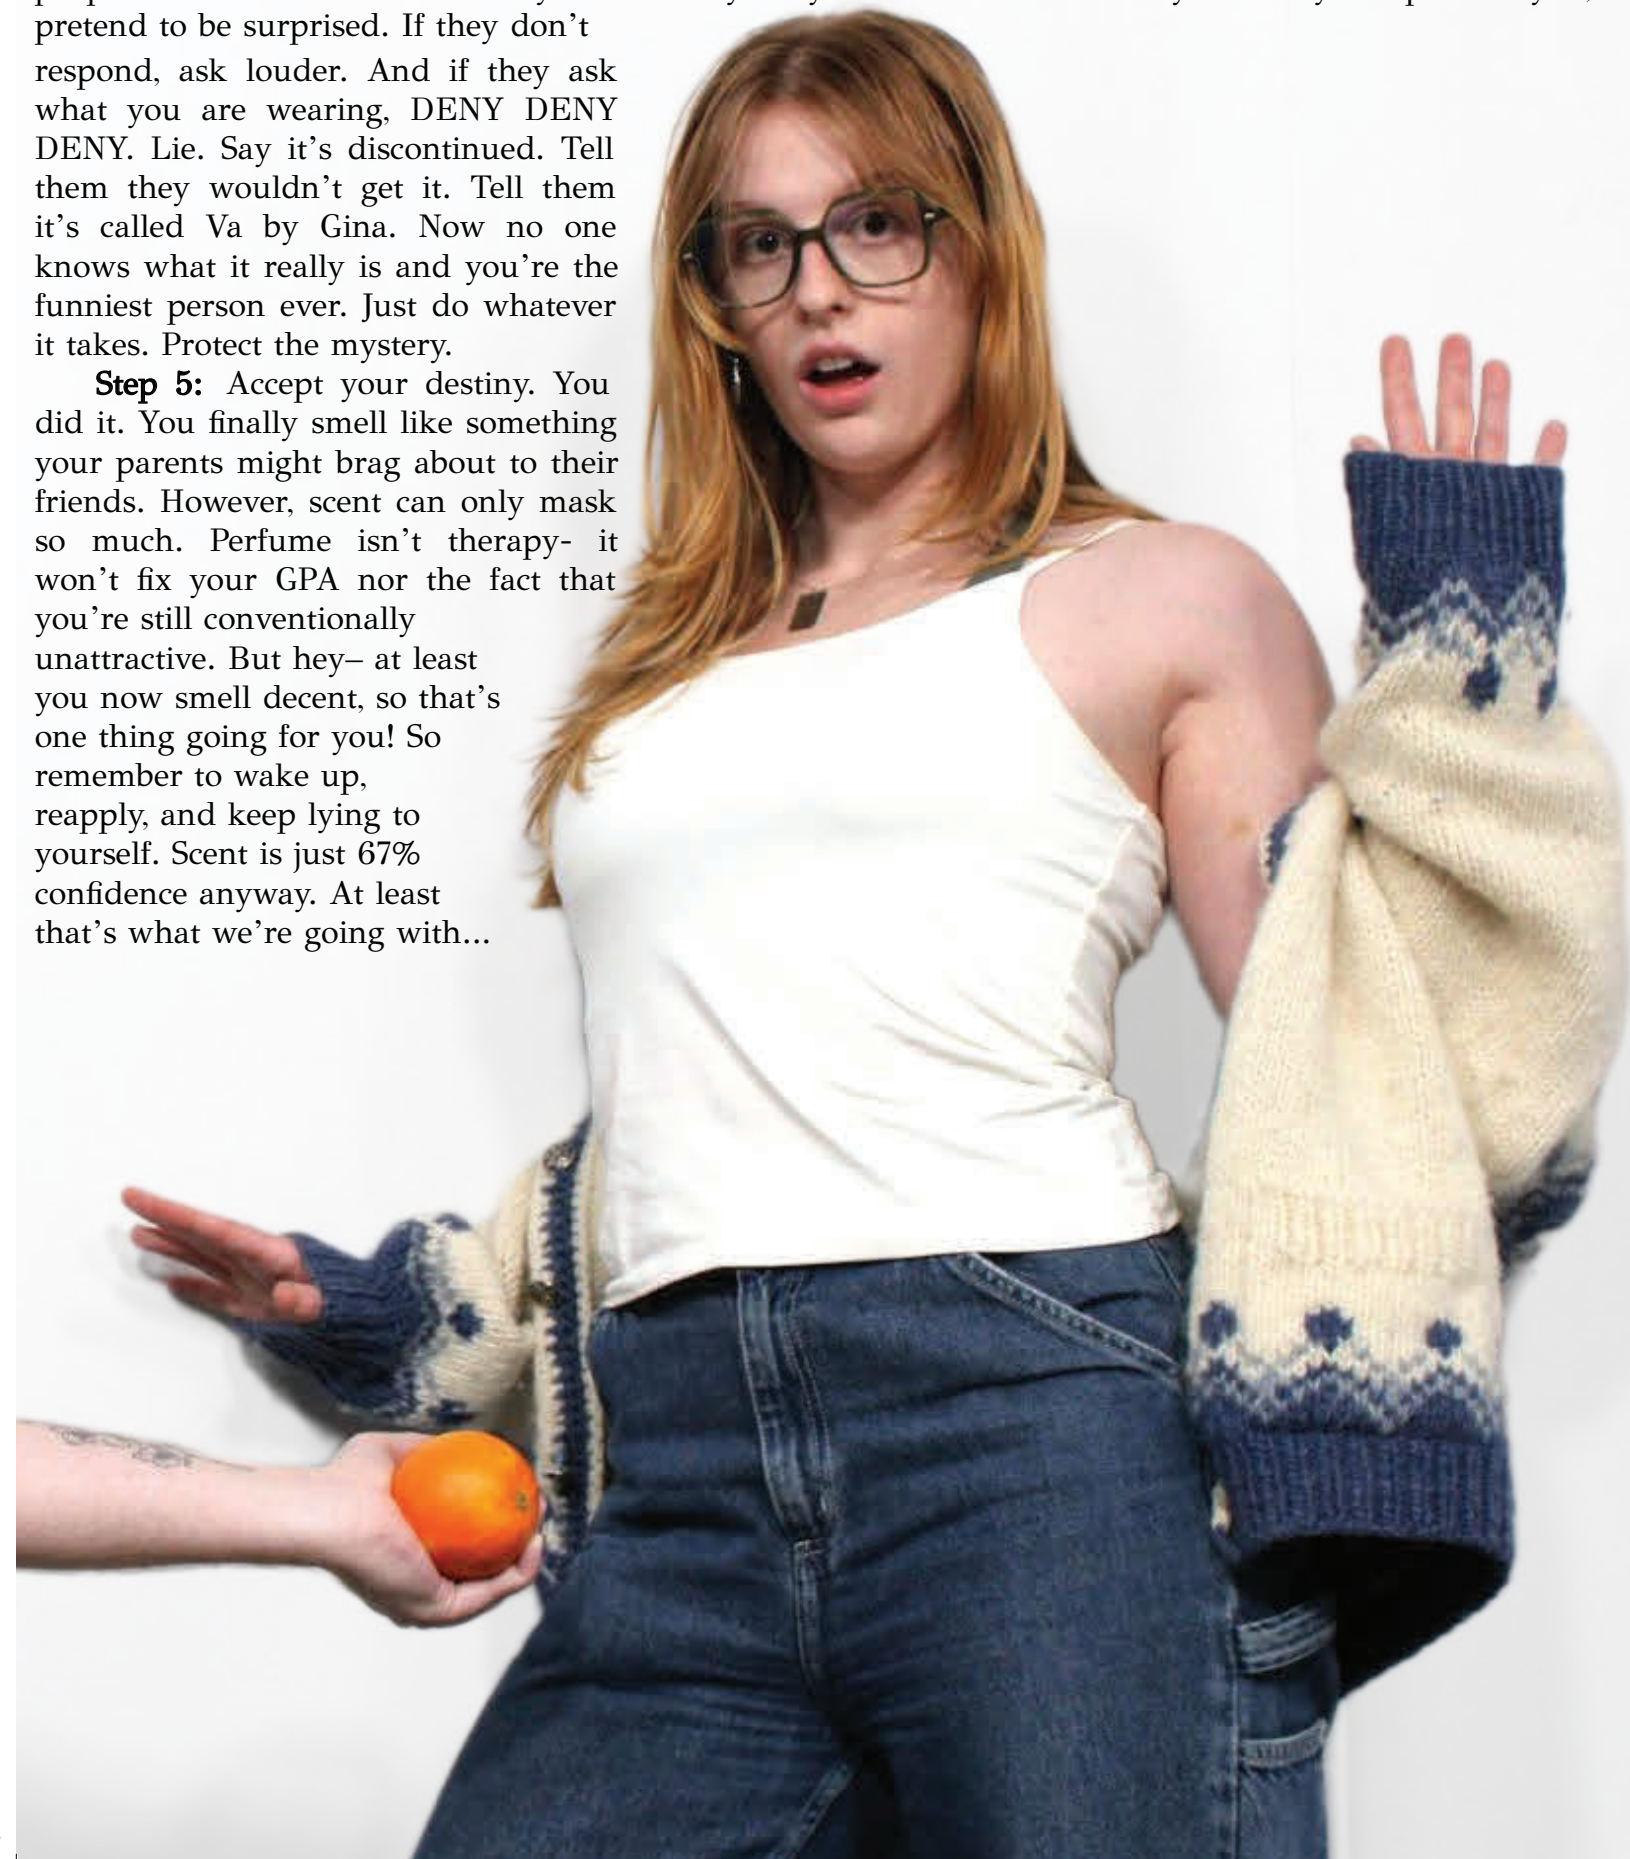 pretend to be surprised. If they don't
respond, ask louder. And if they ask
what you are wearing, DENY DENY
DENY. Lie. Say it's discontinued. Tell
them they wouldn't get it. Tell them
it's called Va by Gina. Now no one
knows what it really is and you're the
funniest person ever. Just do whatever
it takes. Protect the mystery.
Step 5: Accept your destiny. You
did it. You finally smell like something
your parents might brag about to their
friends. However, scent can only mask
so much. Perfume isn't therapy- it
won't fix your GPA nor the fact that
you're still conventionally
unattractive. But hey– at least
you now smell decent, so that's
one thing going for you! So
remember to wake up,
reapply, and keep lying to
yourself. Scent is just 67%
confidence anyway. At least
that's what we're going with...